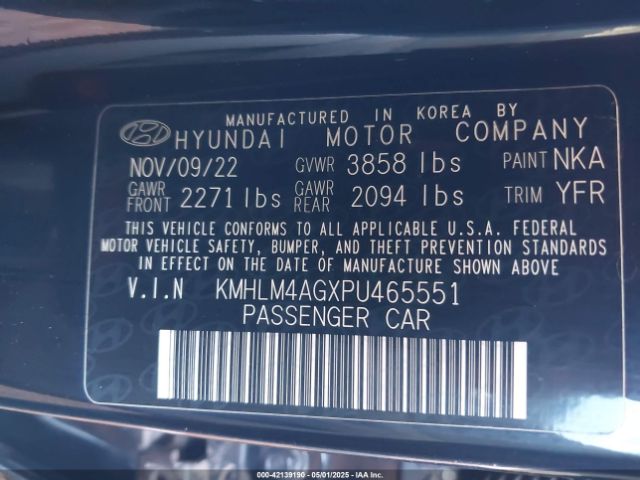 MANUFACTURED IN KOREA BY
HYUNDAI MOTOR COMPANY
NOV/09/22 GVWR 3858 lbs PAINT NKA
GAWR FRONT 2271 lbs GAWR REAR 2094 lbs TRIM YFR
THIS VEHICLE CONFORMS TO ALL APPLICABLE U.S.A. FEDERAL
MOTOR VEHICLE SAFETY, BUMPER, AND THEFT PREVENTION STANDARDS
IN EFFECT ON THE DATE OF MANUFACTURE SHOWN ABOVE
V.I.N KMHLM4AGXPU465551
PASSENGER CAR
000-42139190 - 05/01/2025 - IAAI.COM